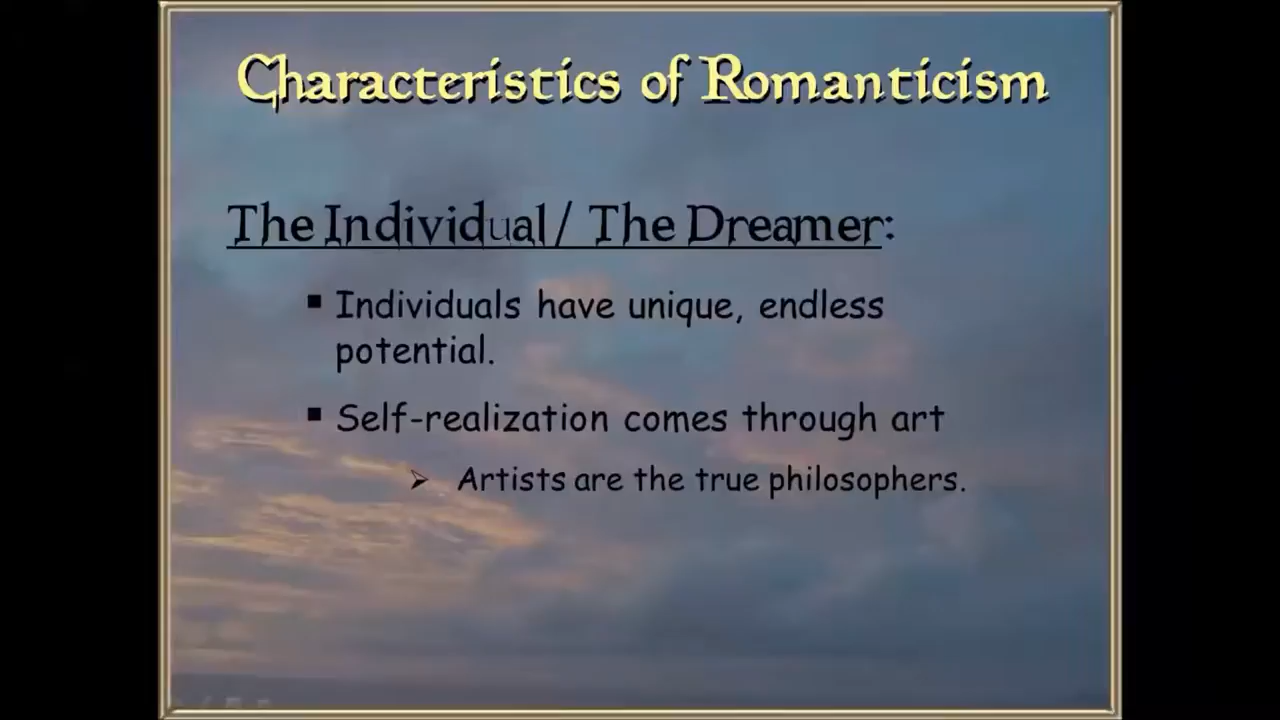 Characteristics of Romanticism
The Individual/ The Dreamer:
▪ Individuals have unique, endless
potential.
▪ Self-realization comes through art
➢ Artists are the true philosophers.